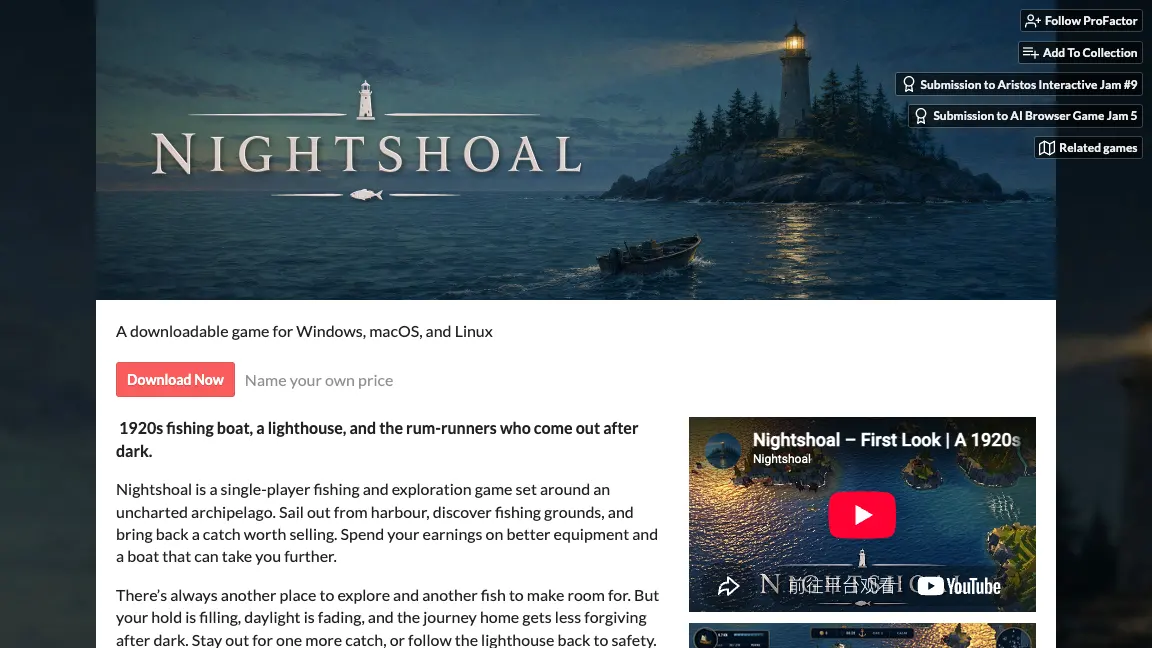 Follow ProFactor
Add To Collection
Submission to Aristos Interactive Jam #9
Submission to AI Browser Game Jam 5
Related games
NIGHTSHOAL
A downloadable game for Windows, macOS, and Linux
Download Now
Name your own price
1920s fishing boat, a lighthouse, and the rum-runners who come out after
dark.
Nightshoal is a single-player fishing and exploration game set around an
uncharted archipelago. Sail out from harbour, discover fishing grounds, and
bring back a catch worth selling. Spend your earnings on better equipment and
a boat that can take you further.
There’s always another place to explore and another fish to make room for. But
your hold is filling, daylight is fading, and the journey home gets less forgiving
after dark. Stay out for one more catch, or follow the lighthouse back to safety.
Nightshoal – First Look | A 1920s
Nightshoal
前往平台观看
YouTube